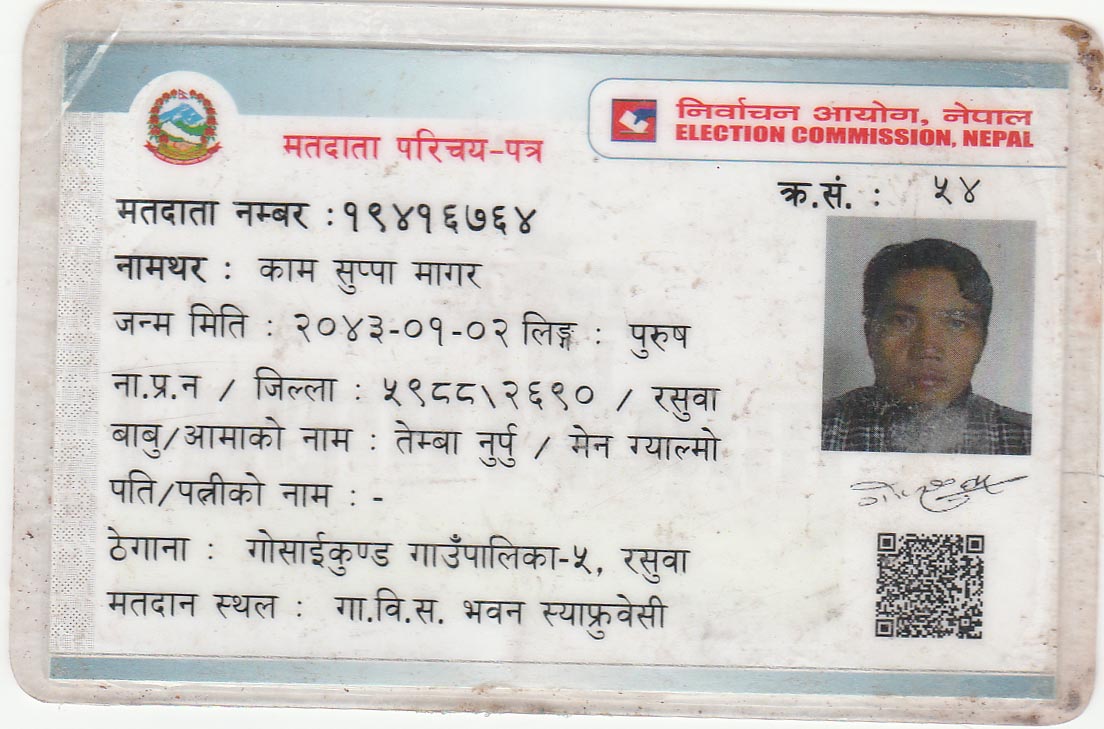 निर्वाचन आयोग, नेपाल
ELECTION COMMISSION, NEPAL
मतदाता परिचय-पत्र
क्र.सं. : ५४
मतदाता नम्बर : १९४१६७६४
नामथर : काम सुप्पा मागर
जन्म मिति : २०४३-०१-०२ लिङ्ग : पुरुष
ना.प्र.न / जिल्ला : ५९८८\२६९० / रसुवा
बाबु/आमाको नाम : तेम्बा नुर्पु / मेन ग्याल्मो
पति/पत्नीको नाम : -
ठेगाना : गोसाईकुण्ड गाउँपालिका-५, रसुवा
मतदान स्थल : गा.वि.स. भवन स्याफ्रुवेसी